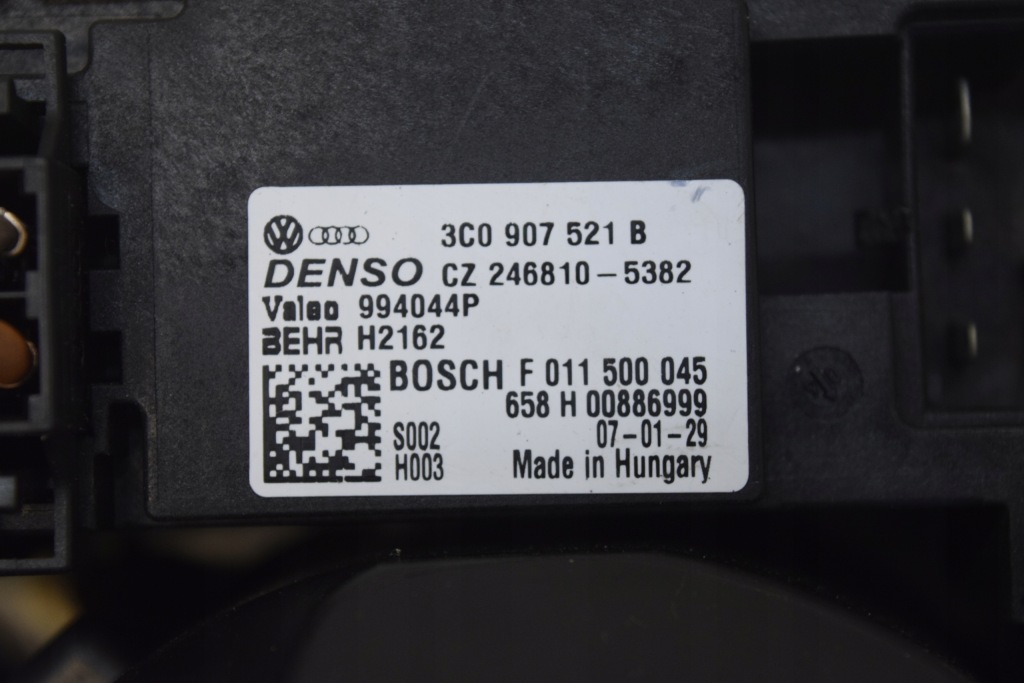 3C0 907 521 B
DENSO CZ 246810-5382
Valeo 994044P
BEHR H2162
BOSCH F 011 500 045
658 H 00886999
S002 07-01-29
H003 Made in Hungary